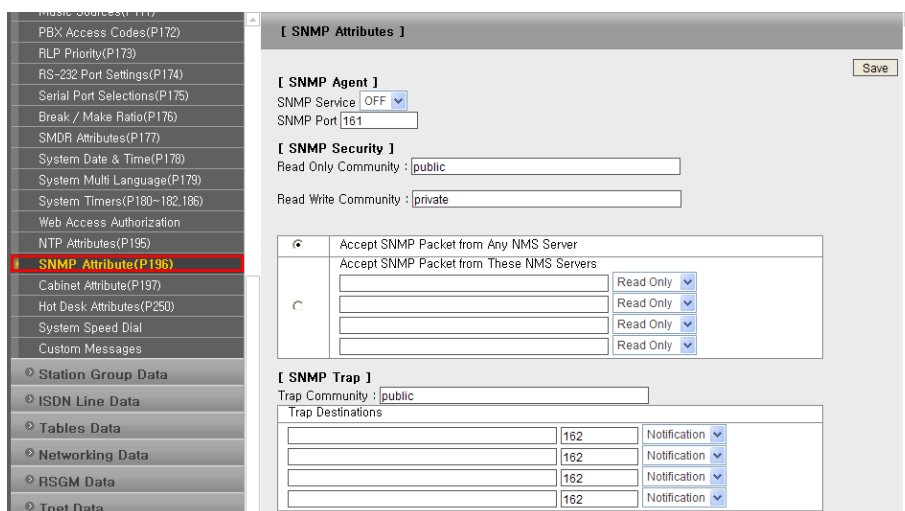 Music Sources(P171)
PBX Access Codes(P172)
RLP Priority(P173)
RS-232 Port Settings(P174)
Serial Port Selections(P175)
Break / Make Ratio(P176)
SMDR Attributes(P177)
System Date & Time(P178)
System Multi Language(P179)
System Timers(P180~182,186)
Web Access Authorization
NTP Attributes(P195)
SNMP Attribute(P196)
Cabinet Attribute(P197)
Hot Desk Attributes(P250)
System Speed Dial
Custom Messages
Station Group Data
ISDN Line Data
Tables Data
Networking Data
RSGM Data
Tnet Data
[ SNMP Attributes ]
Save
[ SNMP Agent ]
SNMP Service OFF
SNMP Port 161
[ SNMP Security ]
Read Only Community : public
Read Write Community : private
Accept SNMP Packet from Any NMS Server
Accept SNMP Packet from These NMS Servers
Read Only
Read Only
Read Only
Read Only
[ SNMP Trap ]
Trap Community : public
Trap Destinations
162 Notification
162 Notification
162 Notification
162 Notification